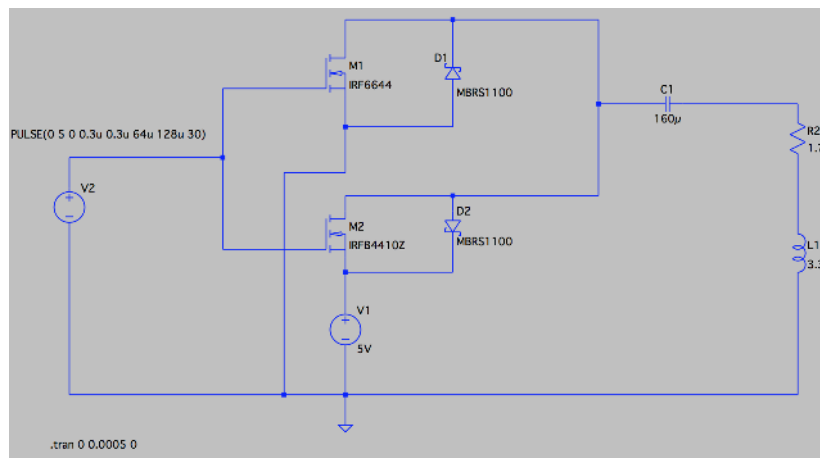 M1
IRF6644
D1
MBRS1100
C1
160µ
R2
PULSE(0 5 0 0.3u 0.3u 64u 128u 30)
V2
M2
IRFB4410Z
D2
MBRS1100
L1
V1
5V
.tran 0 0.0005 0